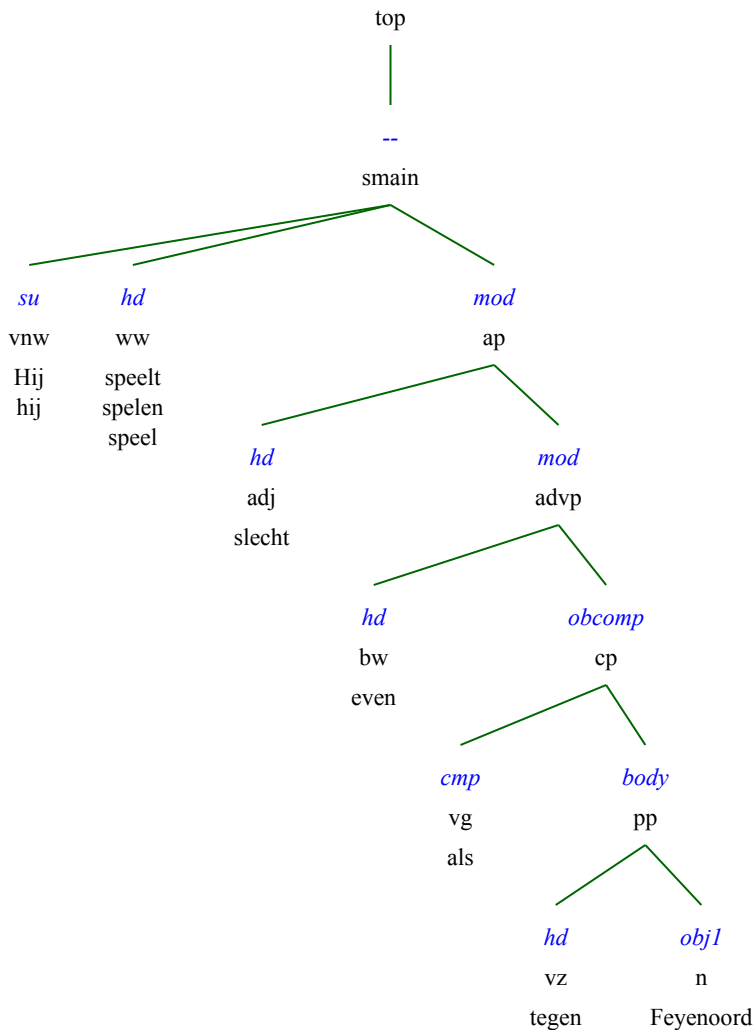 top
--
smain
su hd mod
vnw ww ap
Hij speelt
hij spelen
speel
hd mod
adj advp
slecht
hd obcomp
bw cp
even
cmp body
vg pp
als
hd obj1
vz n
tegen Feyenoord